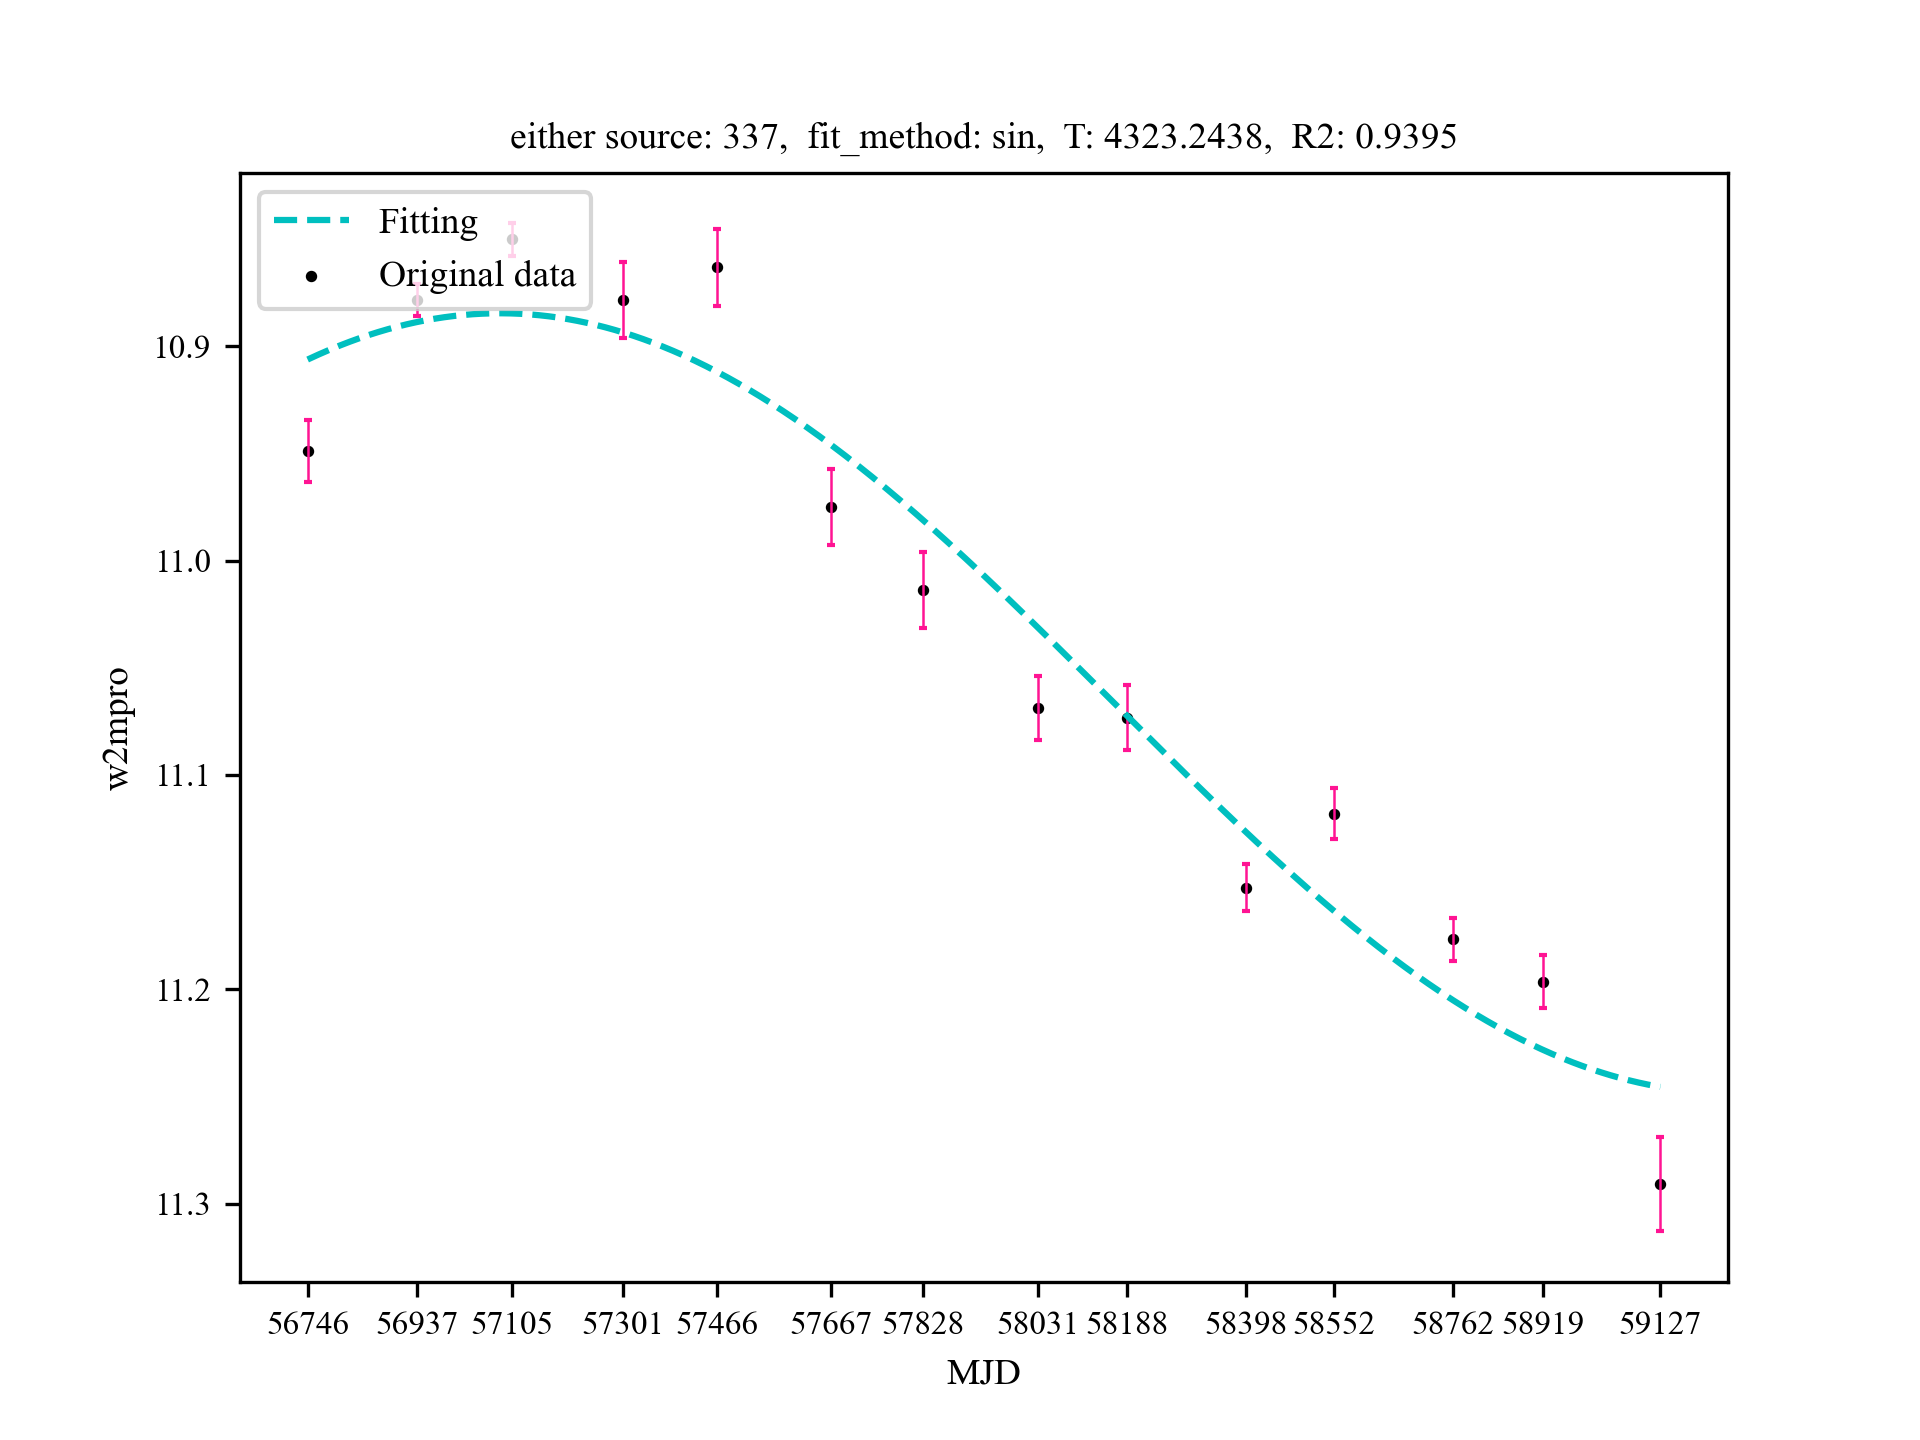 either source: 337, fit_method: sin, T: 4323.2438, R2: 0.9395
Fitting
Original data
10.9
11.0
11.1
11.2
11.3
w2mpro
56746 56937 57105 57301 57466 57667 57828 58031 58188 58398 58552 58762 58919 59127
MJD